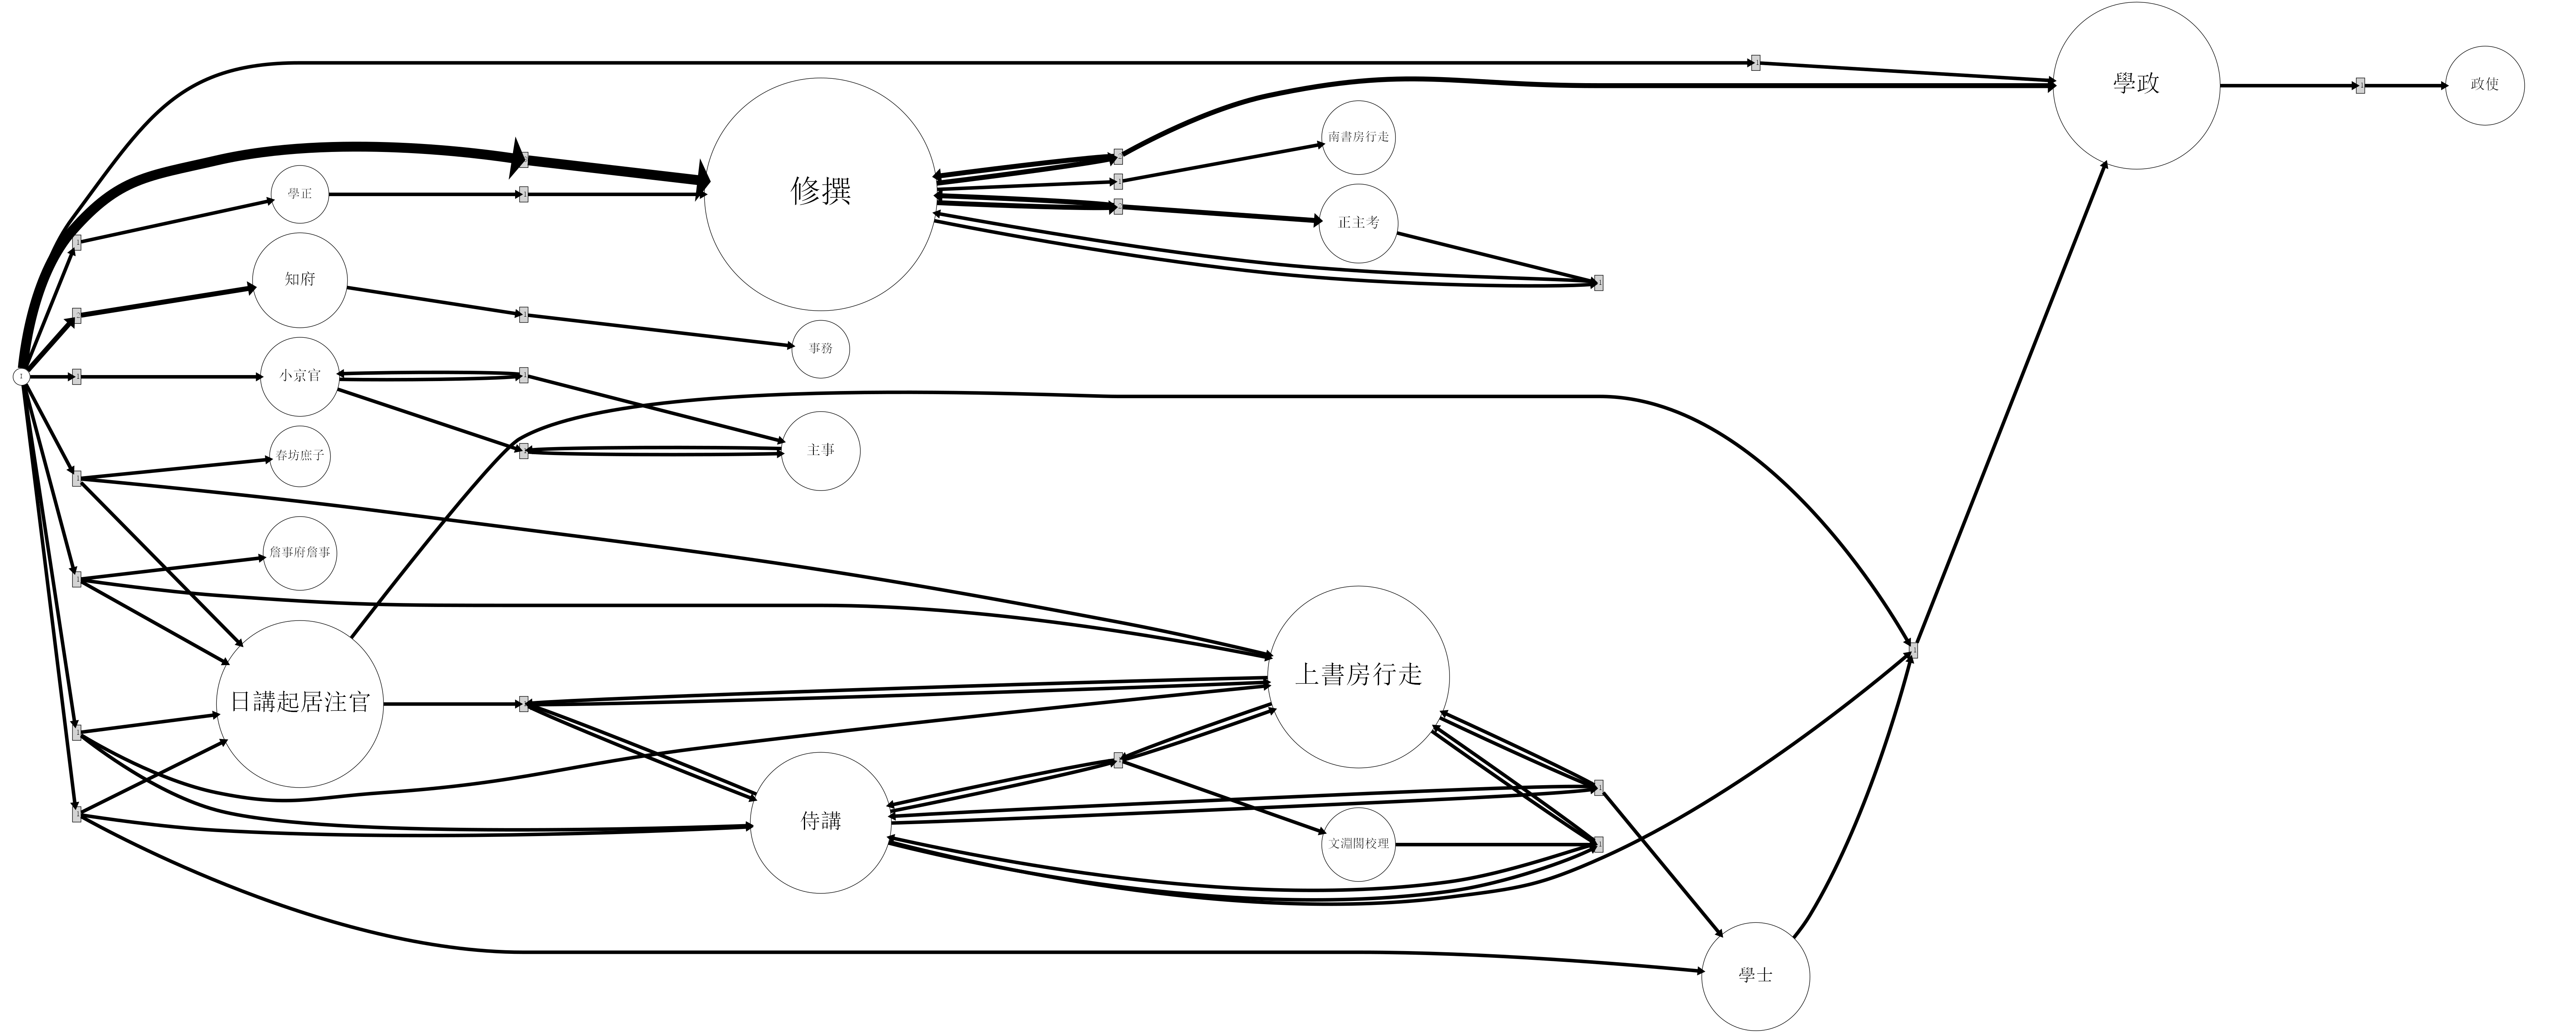 學政
政使
南書房行走
修撰
學正
正主考
知府
事務
小京官
主事
春坊庶子
詹事府詹事
上書房行走
日講起居注官
侍講
文淵閣校理
學士